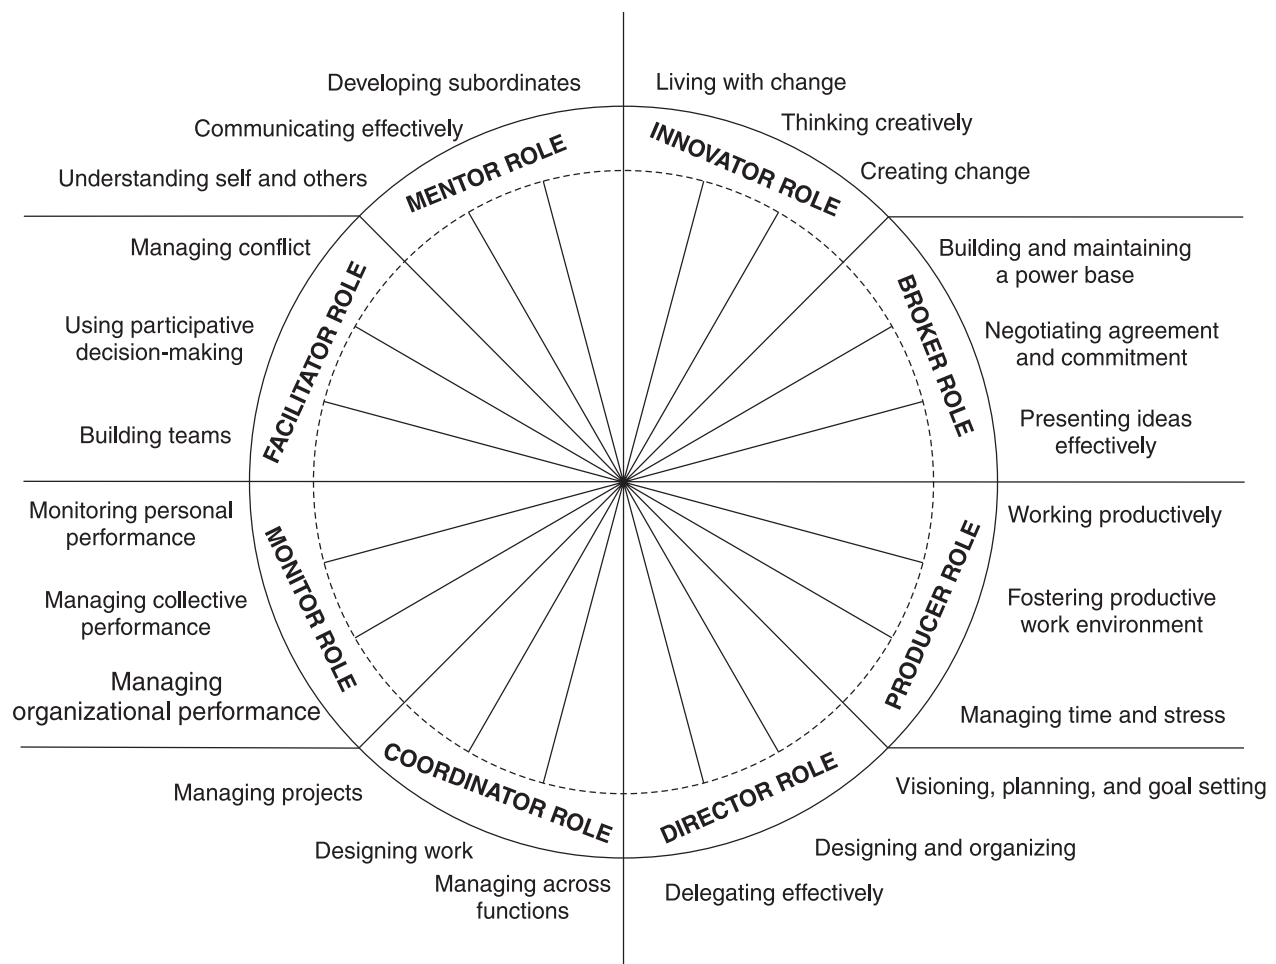 Developing subordinates
Communicating effectively
Understanding self and others
MENTOR ROLE
Living with change
Thinking creatively
Creating change
INNOVATOR ROLE
Managing conflict
Using participative
decision-making
Building teams
FACILITATOR ROLE
Building and maintaining
a power base
Negotiating agreement
and commitment
Presenting ideas
effectively
BROKER ROLE
Monitoring personal
performance
Managing collective
performance
Managing
organizational performance
MONITOR ROLE
Working productively
Fostering productive
work environment
Managing time and stress
PRODUCER ROLE
Managing projects
Designing work
Managing across
functions
COORDINATOR ROLE
Visioning, planning, and goal setting
Designing and organizing
Delegating effectively
DIRECTOR ROLE